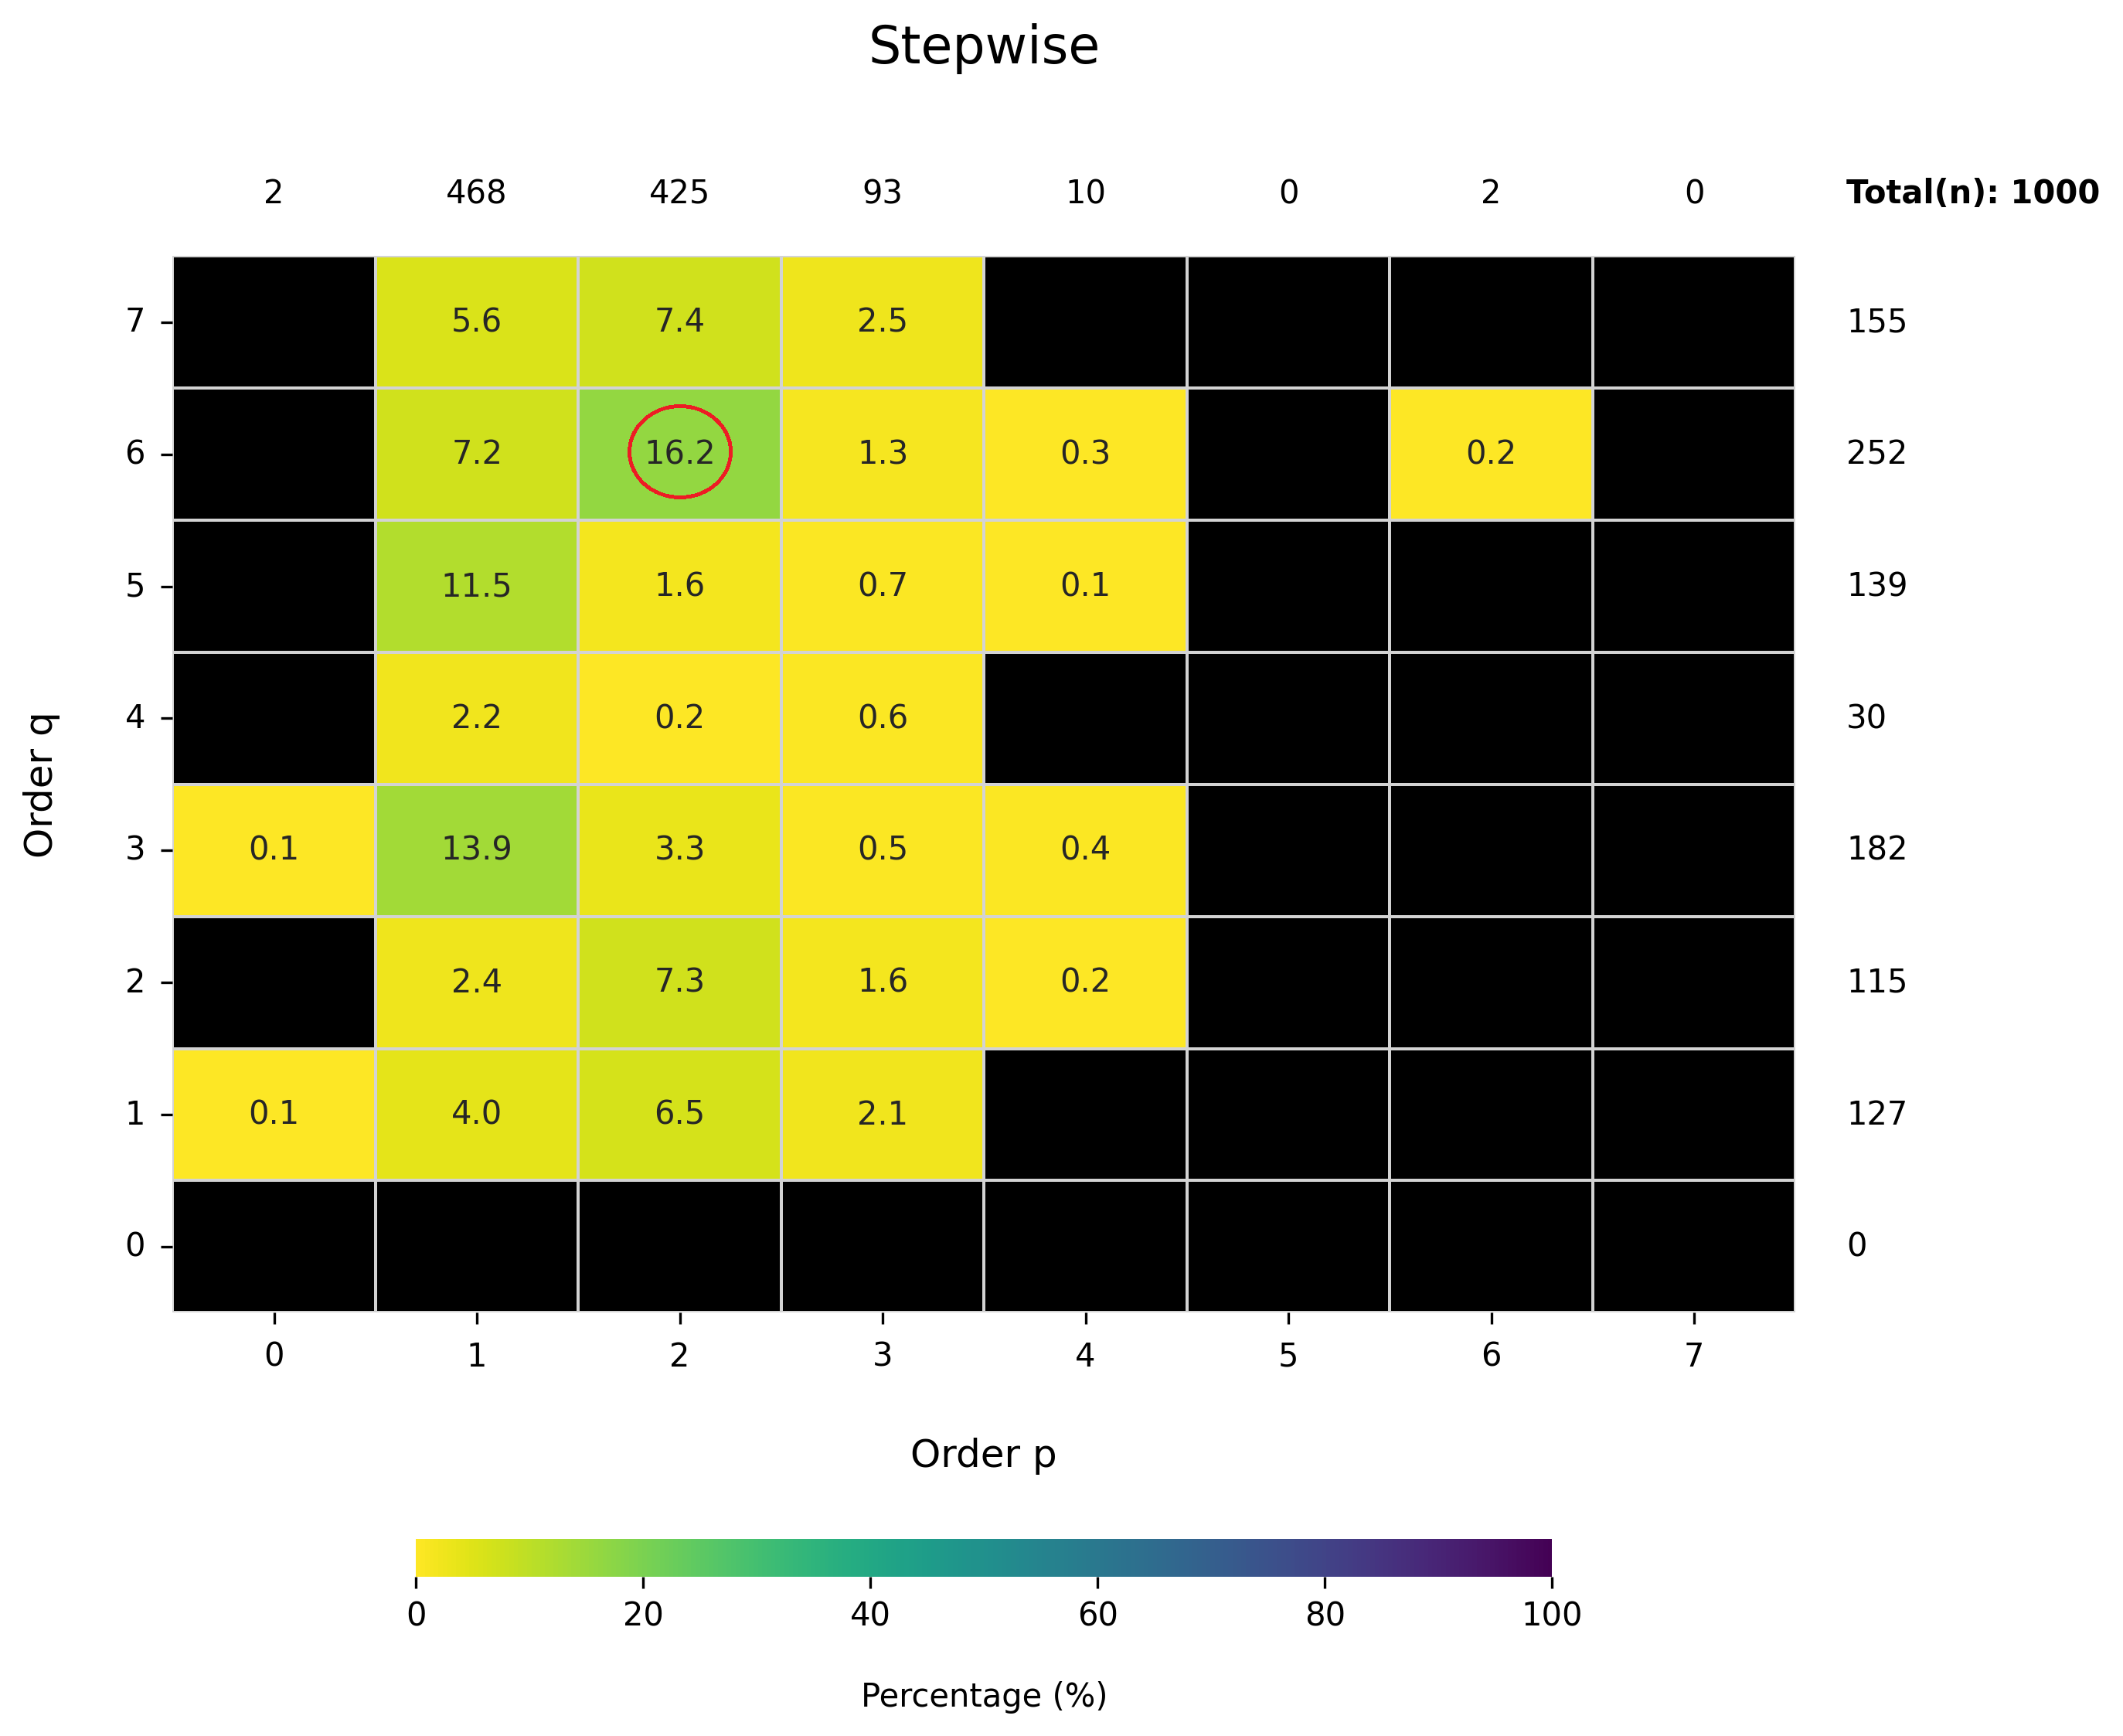 Stepwise
2 468 425 93 10 0 2 0 Total(n): 1000
7 5.6 7.4 2.5 155
6 7.2 16.2 1.3 0.3 0.2 252
5 11.5 1.6 0.7 0.1 139
4 2.2 0.2 0.6 30
3 0.1 13.9 3.3 0.5 0.4 182
2 2.4 7.3 1.6 0.2 115
1 0.1 4.0 6.5 2.1 127
0 0
Order q
0 1 2 3 4 5 6 7
Order p
0 20 40 60 80 100
Percentage (%)